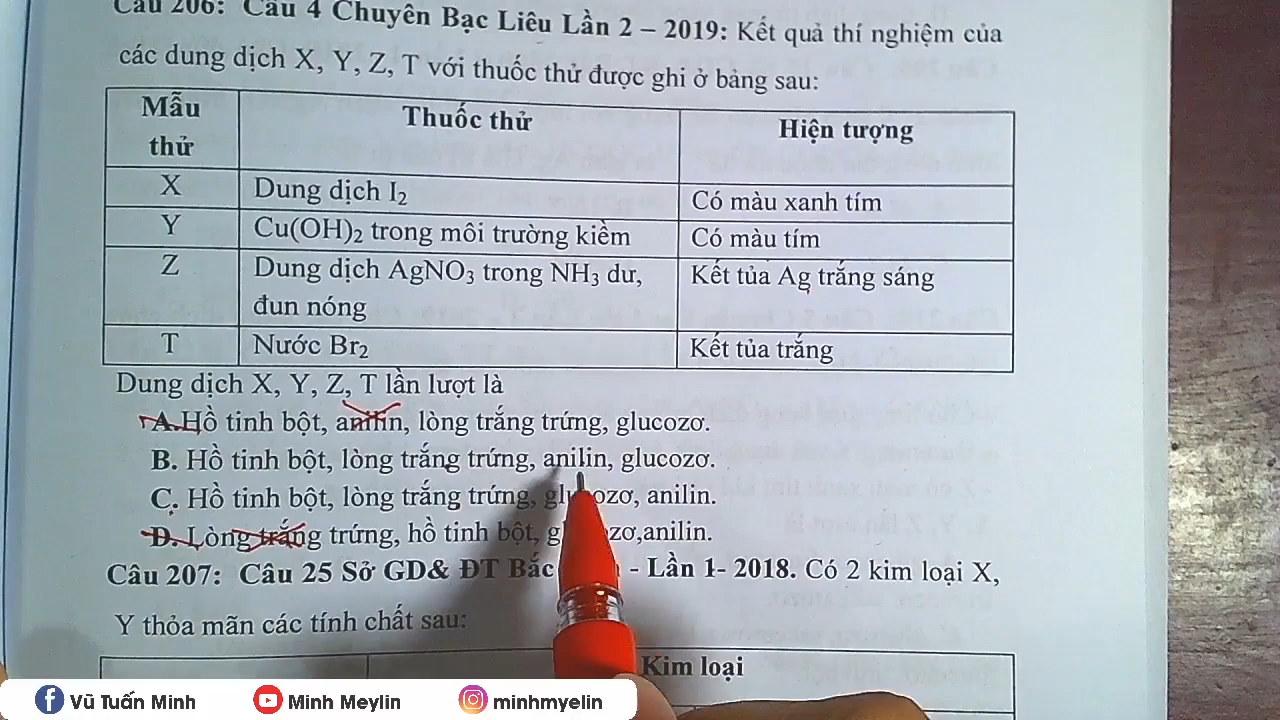 Câu 206: Câu 4 Chuyên Bạc Liêu Lần 2 – 2019: Kết quả thí nghiệm của
các dung dịch X, Y, Z, T với thuốc thử được ghi ở bảng sau:
Mẫu thử Thuốc thử Hiện tượng
X Dung dịch I₂ Có màu xanh tím
Y Cu(OH)₂ trong môi trường kiềm Có màu tím
Z Dung dịch AgNO₃ trong NH₃ dư, Kết tủa Ag trắng sáng
đun nóng
T Nước Br₂ Kết tủa trắng
Dung dịch X, Y, Z, T lần lượt là
A. Hồ tinh bột, anilin, lòng trắng trứng, glucozơ.
B. Hồ tinh bột, lòng trắng trứng, anilin, glucozơ.
C. Hồ tinh bột, lòng trắng trứng, glucozơ, anilin.
D. Lòng trắng trứng, hồ tinh bột, anilin.
Câu 207: Câu 25 Sở GD& ĐT Bắc - Lần 1- 2018. Có 2 kim loại X,
Y thỏa mãn các tính chất sau:
Kim loại
Vũ Tuấn Minh Minh Meylin minhmyelin